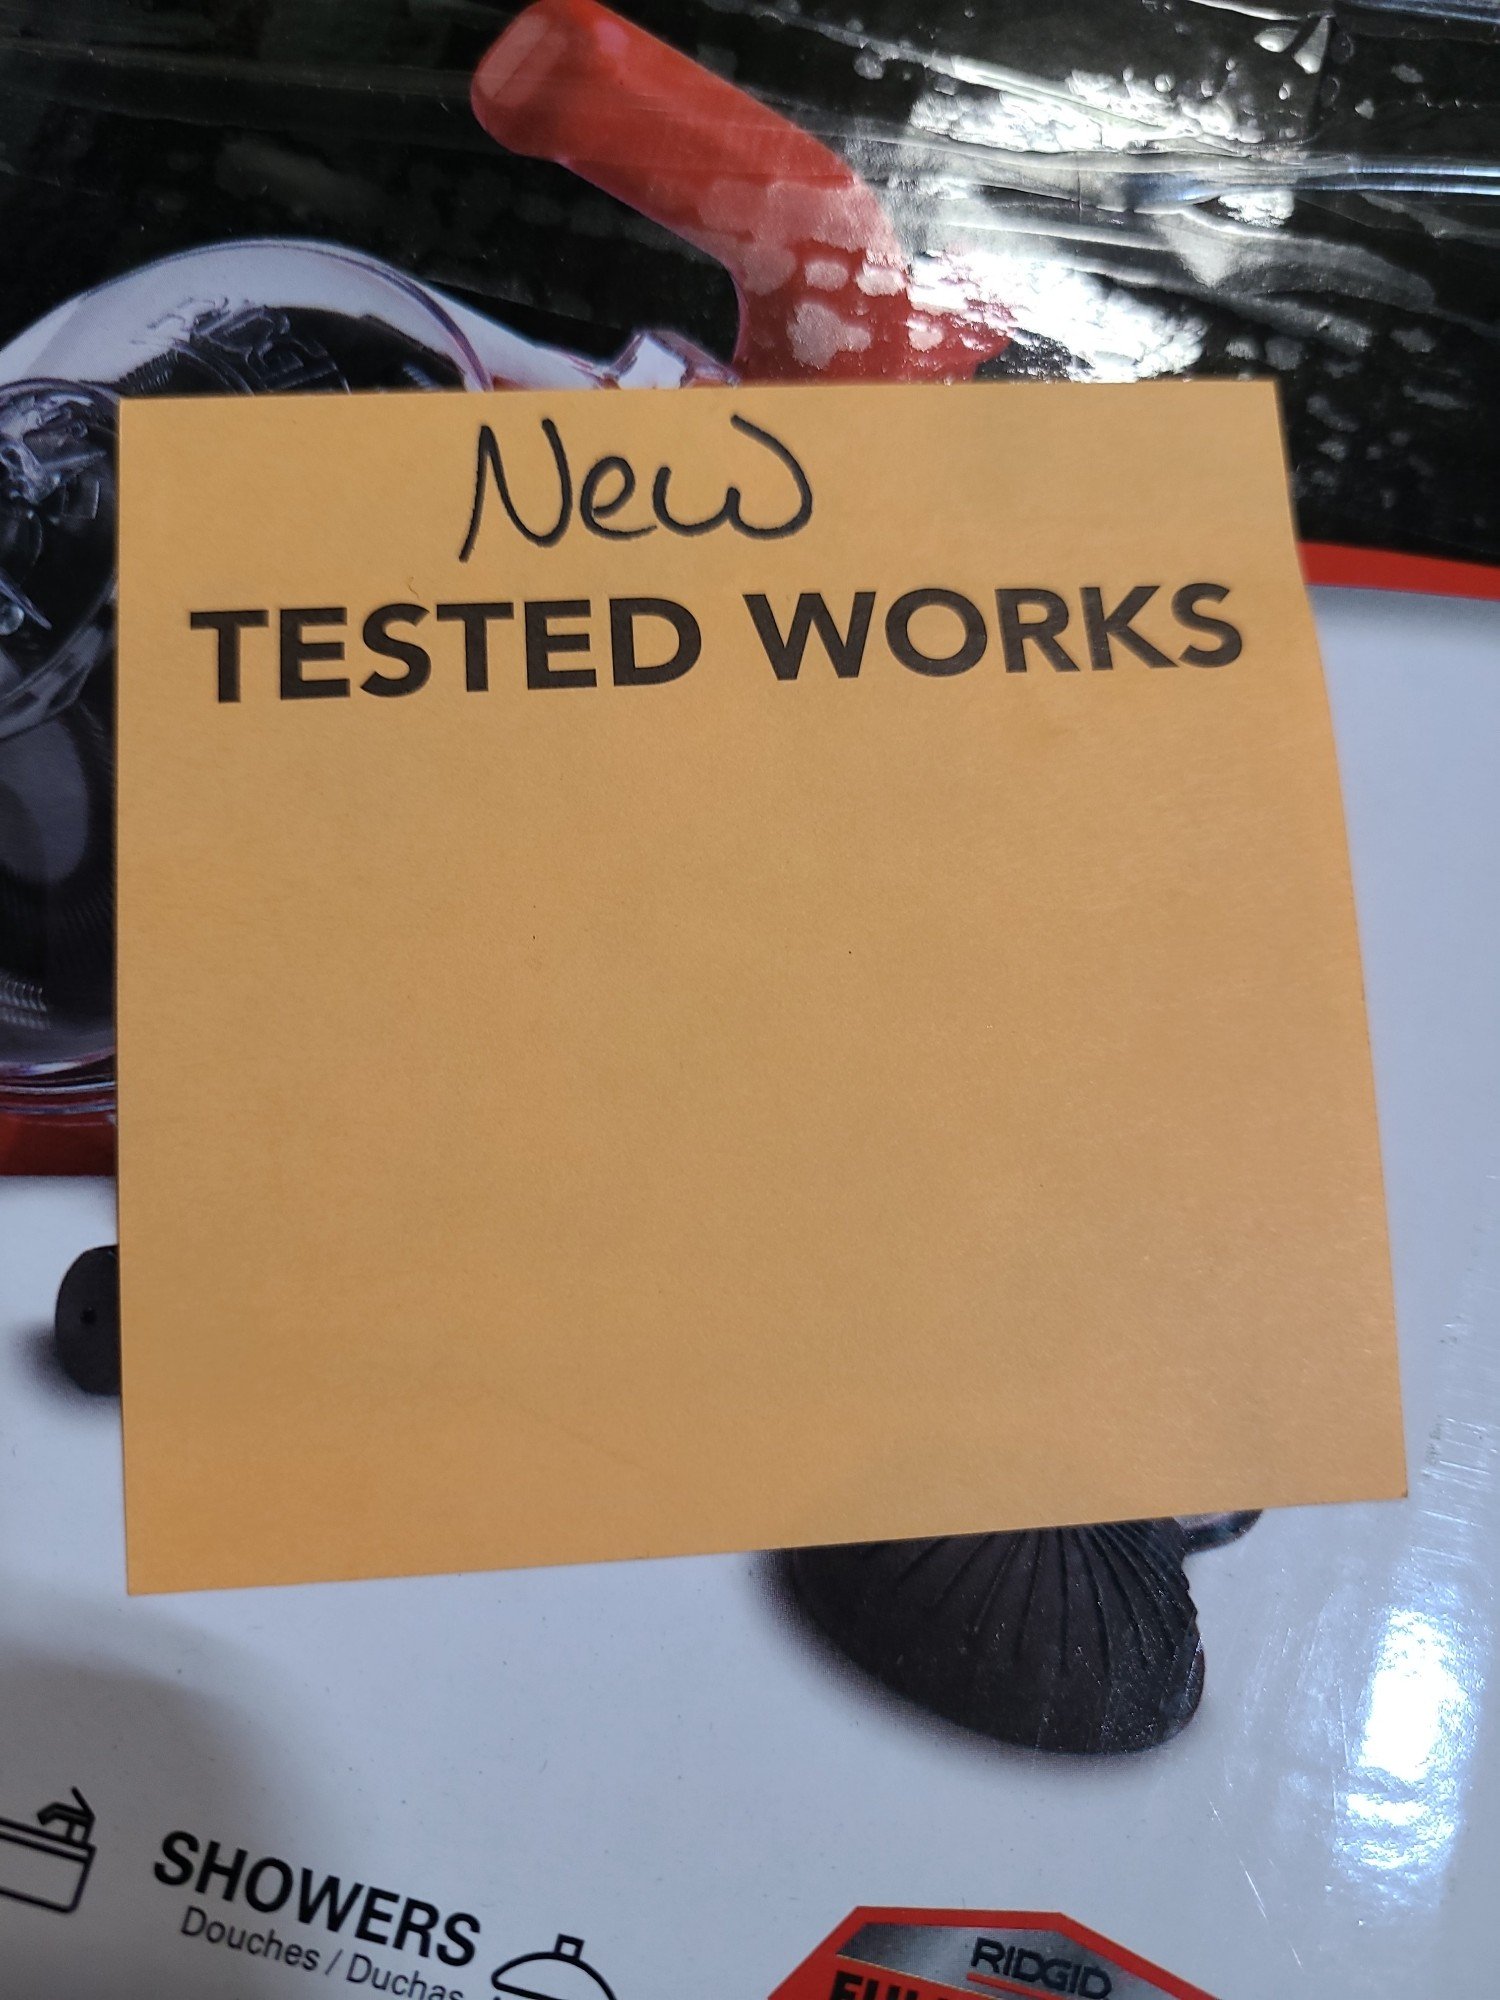 New
TESTED WORKS
SHOWERS
Douches / Duchas
RIDGID